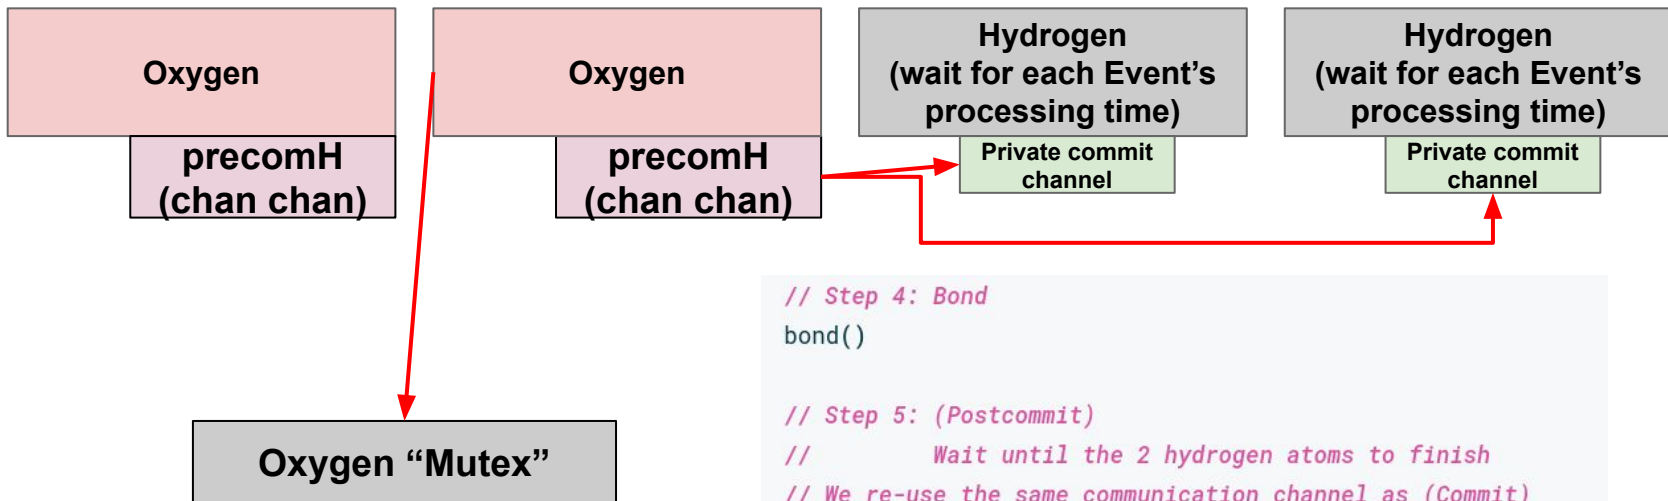 Oxygen
precomH
(chan chan)
Oxygen
precomH
(chan chan)
Hydrogen
(wait for each Event’s
processing time)
Private commit
channel
Hydrogen
(wait for each Event’s
processing time)
Private commit
channel
Oxygen “Mutex”
// Step 4: Bond
bond()
// Step 5: (Postcommit)
// Wait until the 2 hydrogen atoms to finish
// We re-use the same communication channel as (Commit)